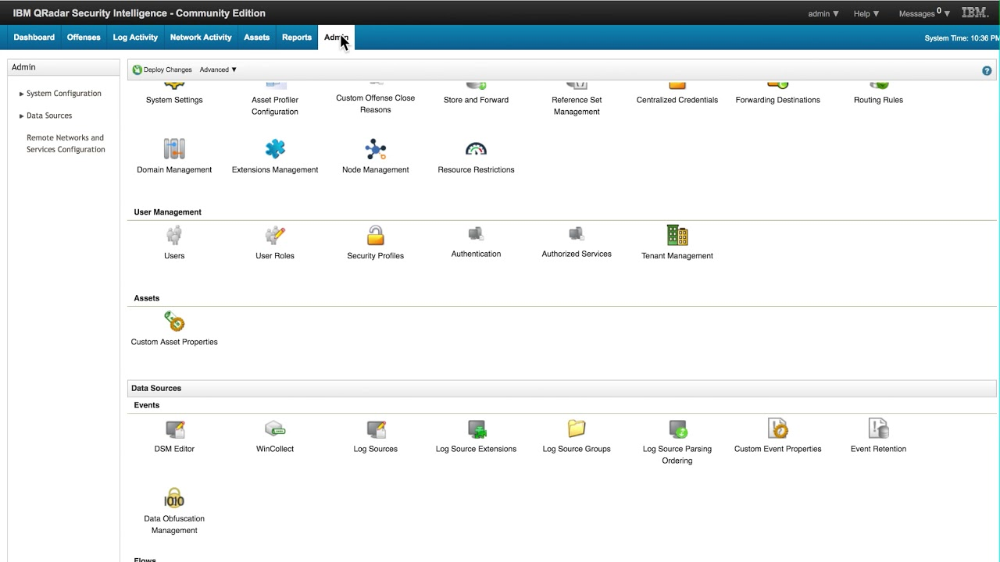 IBM QRadar Security Intelligence - Community Edition
admin ▼ Help ▼ Messages 0 ▼ IBM
Dashboard Offenses Log Activity Network Activity Assets Reports Admin
System Time: 10:36 PM
Admin
Deploy Changes Advanced ▼
System Configuration
Data Sources
Remote Networks and
Services Configuration
System Settings
Asset Profiler
Configuration
Custom Offense Close
Reasons
Store and Forward
Reference Set
Management
Centralized Credentials
Forwarding Destinations
Routing Rules
Domain Management
Extensions Management
Node Management
Resource Restrictions
User Management
Users
User Roles
Security Profiles
Authentication
Authorized Services
Tenant Management
Assets
Custom Asset Properties
Data Sources
Events
DSM Editor
WinCollect
Log Sources
Log Source Extensions
Log Source Groups
Log Source Parsing
Ordering
Custom Event Properties
Event Retention
Data Obfuscation
Management
Flows